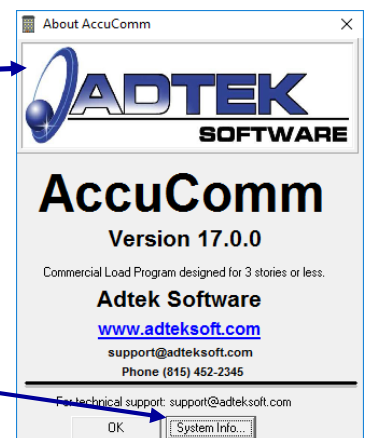 About AccuComm
ADTEK
SOFTWARE
AccuComm
Version 17.0.0
Commercial Load Program designed for 3 stories or less.
Adtek Software
www.adteksoft.com
support@adteksoft.com
Phone (815) 452-2345
For technical support: support@adteksoft.com
OK System Info...